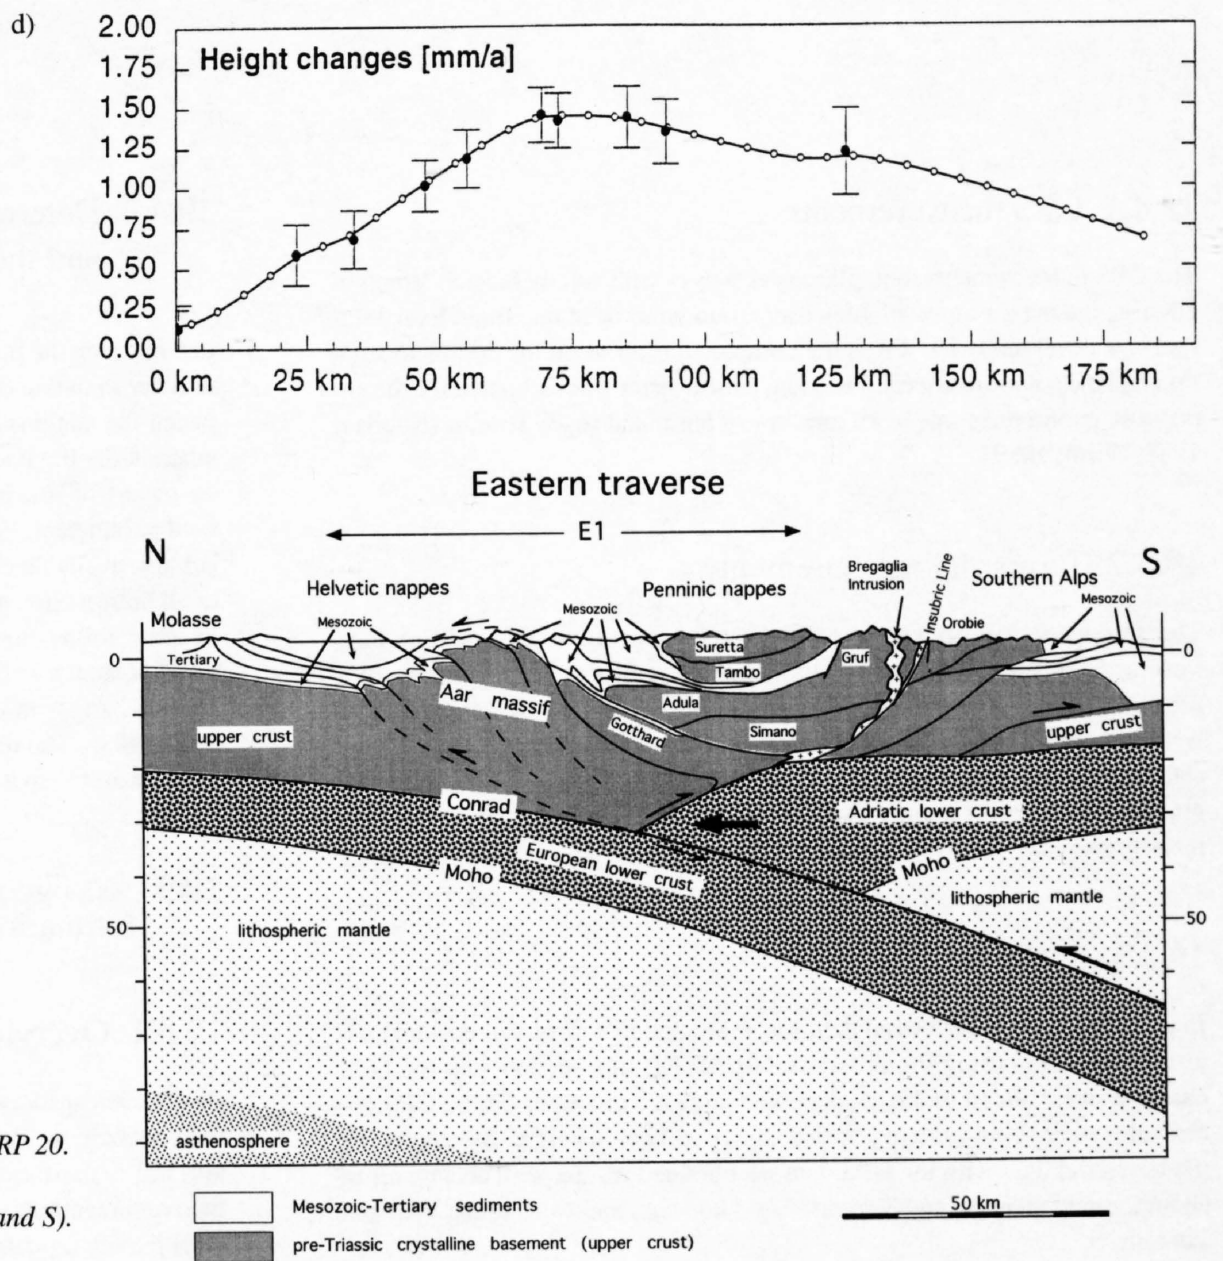 d)
2.00
1.75
1.50
1.25
1.00
0.75
0.50
0.25
0.00
Height changes [mm/a]
0 km 25 km 50 km 75 km 100 km 125 km 150 km 175 km
Eastern traverse
E1
N
S
Helvetic nappes
Penninic nappes
Bregaglia
Intrusion
Insubric Line
Southern Alps
Molasse
Mesozoic
Mesozoic
Orobie
Mesozoic
Tertiary
0
0
Suretta
Tambo
Gruf
Aar massif
Adula
Gotthard
Simano
upper crust
upper crust
Conrad
Adriatic lower crust
European lower crust
Moho
Moho
lithospheric mantle
lithospheric mantle
50
50
asthenosphere
RP 20.
and S).
Mesozoic-Tertiary sediments
50 km
pre-Triassic crystalline basement (upper crust)